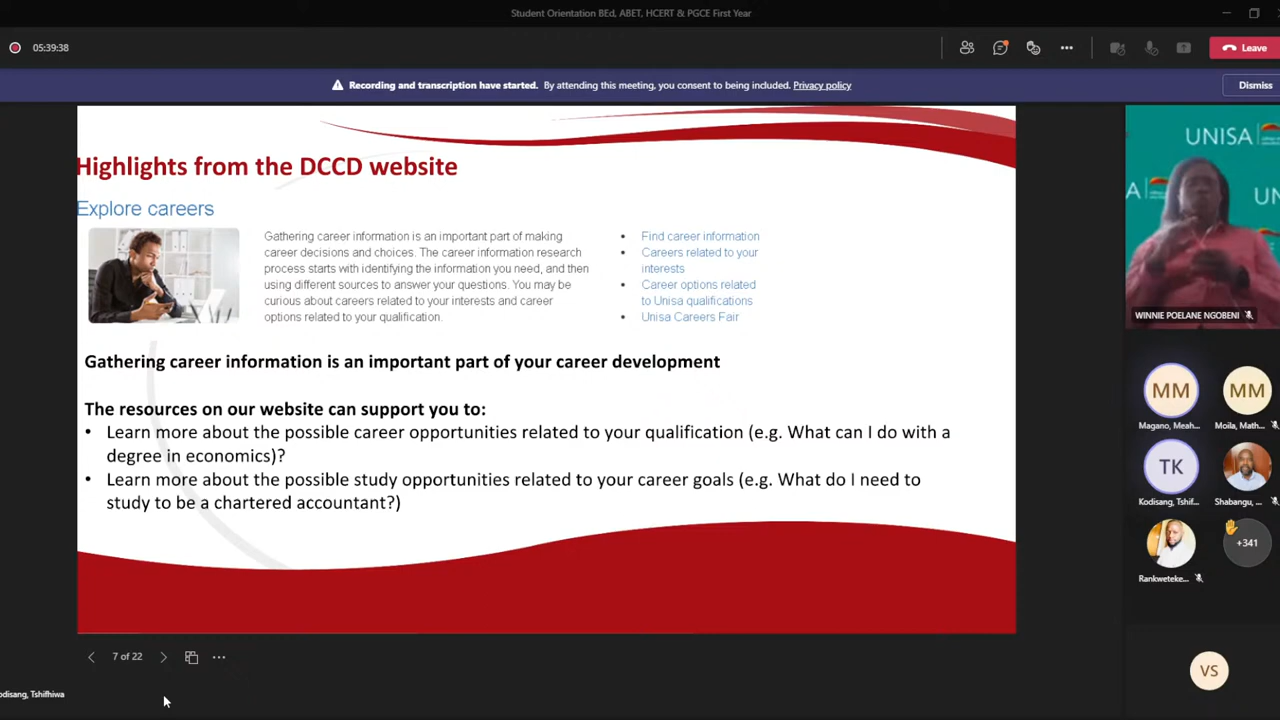 Student Orientation BEd, ABET, HCERT & PGCE First Year
05:39:38
Leave
Recording and transcription have started. By attending this meeting, you consent to being included. Privacy policy
Dismiss
Highlights from the DCCD website
Explore careers
Gathering career information is an important part of making
career decisions and choices. The career information research
process starts with identifying the information you need, and then
using different sources to answer your questions. You may be
curious about careers related to your interests and career
options related to your qualification.
• Find career information
• Careers related to your
interests
• Career options related
to Unisa qualifications
• Unisa Careers Fair
Gathering career information is an important part of your career development
The resources on our website can support you to:
• Learn more about the possible career opportunities related to your qualification (e.g. What can I do with a
degree in economics)?
• Learn more about the possible study opportunities related to your career goals (e.g. What do I need to
study to be a chartered accountant?)
7 of 22
odisang, Tshifhiwa
UNISA
A
UN
WINNIE POELANE NGOBENI
MM
MM
Magano, Meah...
Moila, Math...
TK
Kodisang, Tshif...
Shabangu, ...
+341
Rankweteke...
VS